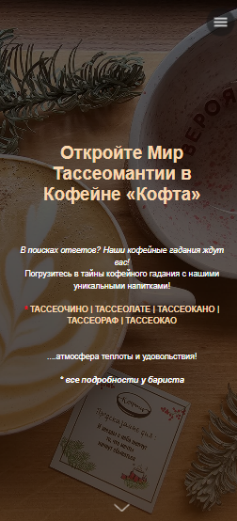 ВЕРОЯ
Откройте Мир
Тассеомантии в
Кофейне «Кофта»
В поисках ответов? Наши кофейные гадания ждут
вас!
Погрузитесь в тайны кофейного гадания с нашими
уникальными напитками!
* ТАССЕОЧИНО | ТАССЕОЛАТЕ | ТАССЕОКАНО |
ТАССЕОРАФ | ТАССЕОКАО
....атмосфера теплоты и удовольствия!
* все подробности у бариста